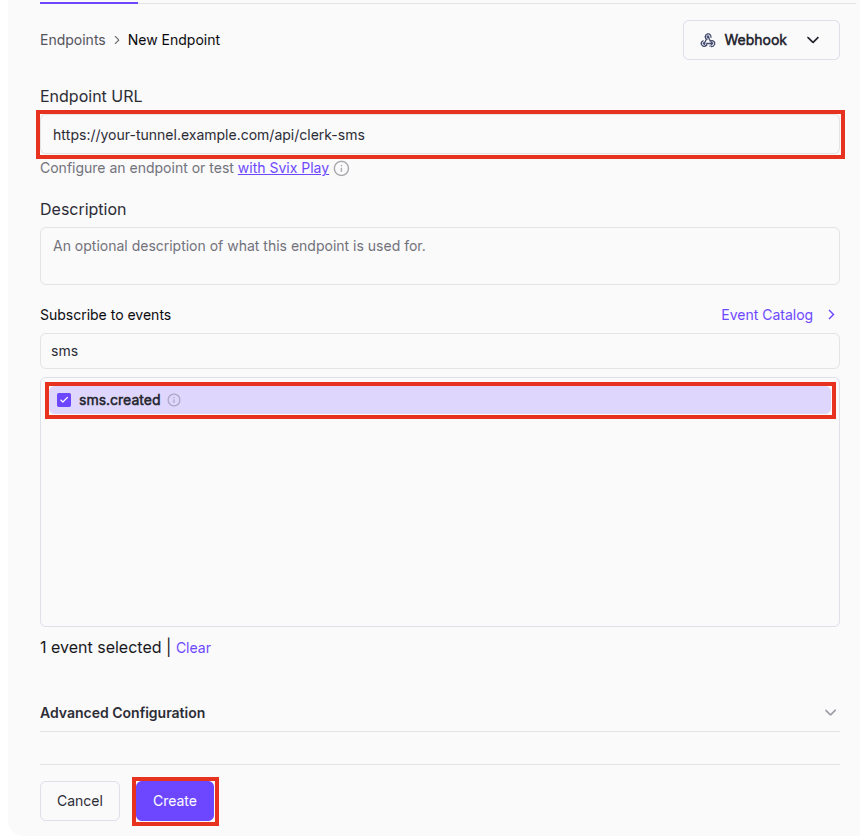 Endpoints > New Endpoint
Webhook
Endpoint URL
https://your-tunnel.example.com/api/clerk-sms
Configure an endpoint or test with Svix Play
Description
An optional description of what this endpoint is used for.
Subscribe to events
Event Catalog >
sms
sms.created
1 event selected | Clear
Advanced Configuration
Cancel
Create